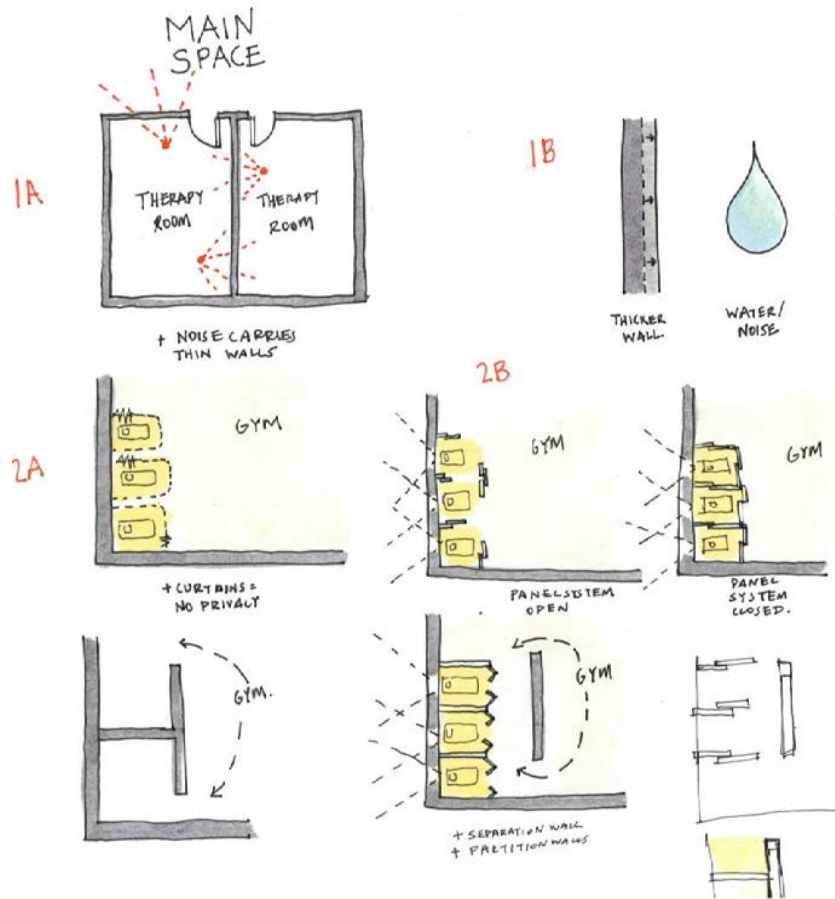 MAIN
SPACE
1A
THERAPY
ROOM
THERAPY
ROOM
+ NOISE CARRIES
THIN WALLS
1B
THICKER
WALL.
WATER/
NOISE
2A
GYM
+ CURTAINS =
NO PRIVACY
2B
GYM
PANEL SYSTEM
OPEN
GYM
PANEL
SYSTEM
CLOSED.
GYM.
GYM
+ SEPARATION WALL
+ PARTITION WALLS